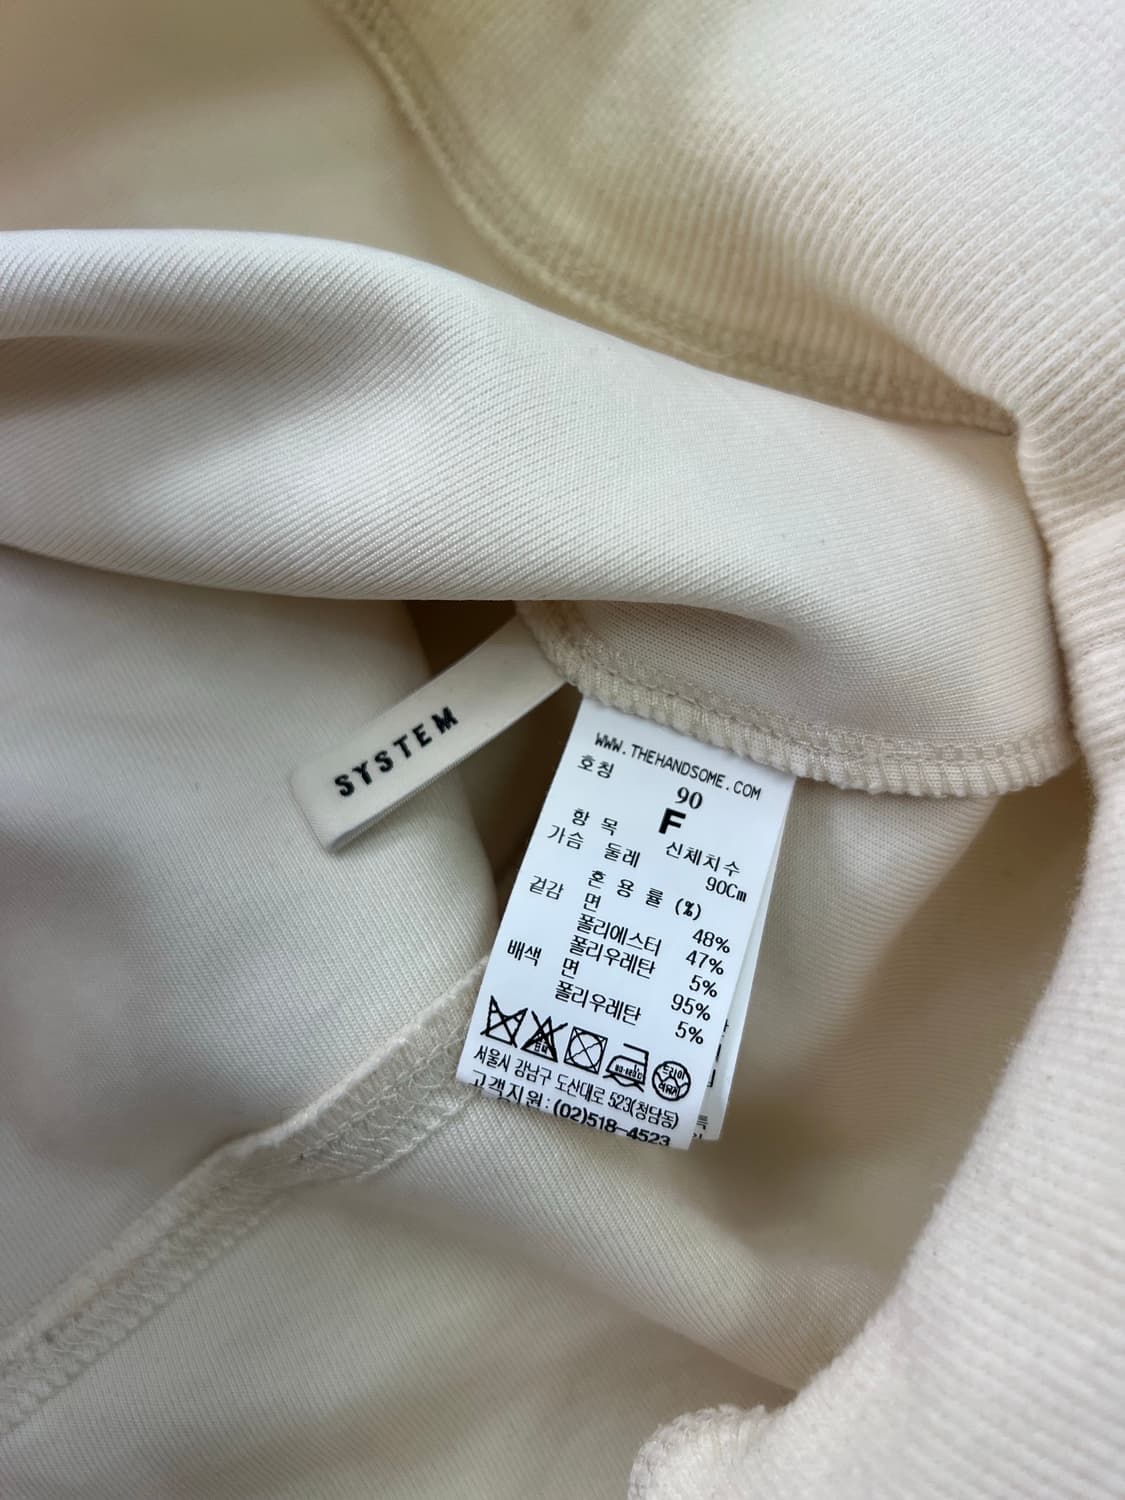 SYSTEM
WWW.THEHANDSOME.COM
호칭
90
F
항 목 신체치수
가슴 둘레 90Cm
혼 용 률 (%)
겉감 면 48%
폴리에스터 47%
폴리우레탄 5%
배색 면 95%
폴리우레탄 5%
드라이
서울시 강남구 도산대로 523(청담동)
고객지원:(02)518-4523